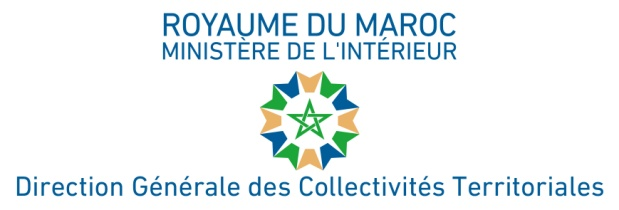 ROYAUME DU MAROC
MINISTÈRE DE L'INTÉRIEUR
Direction Générale des Collectivités Territoriales